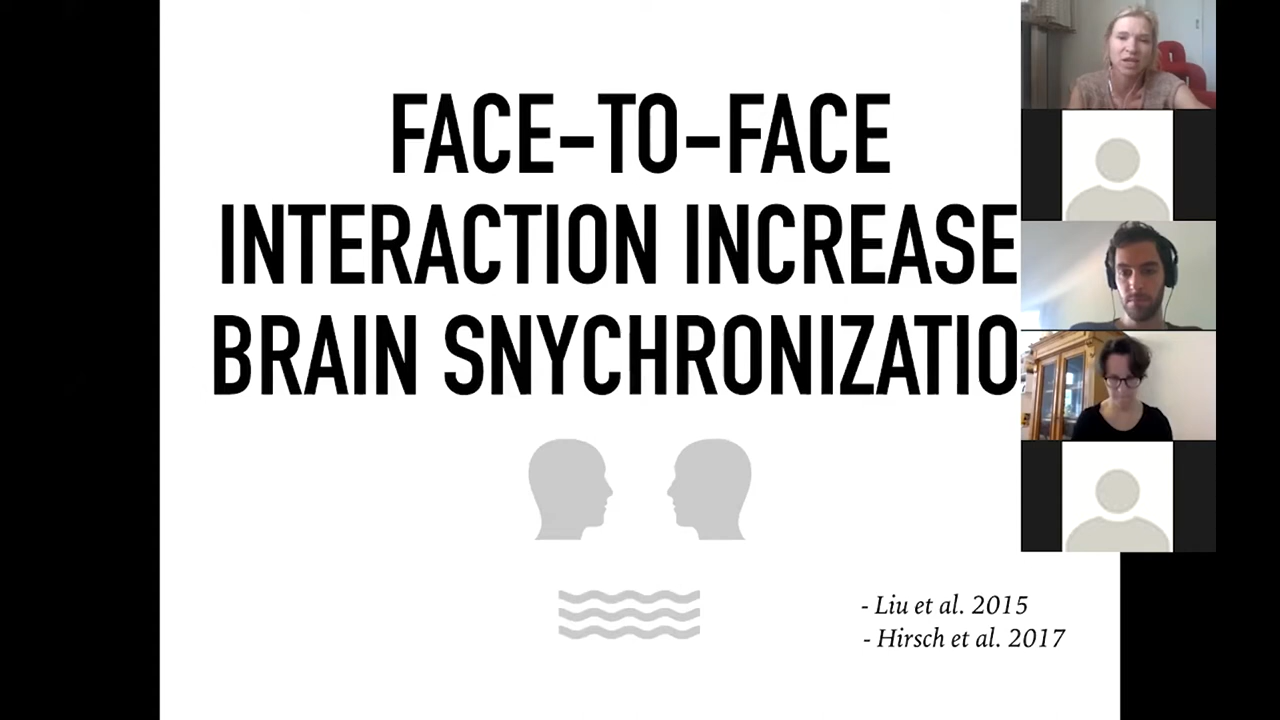 FACE-TO-FACE
INTERACTION INCREASE
BRAIN SNYCHRONIZATIO
- Liu et al. 2015
- Hirsch et al. 2017